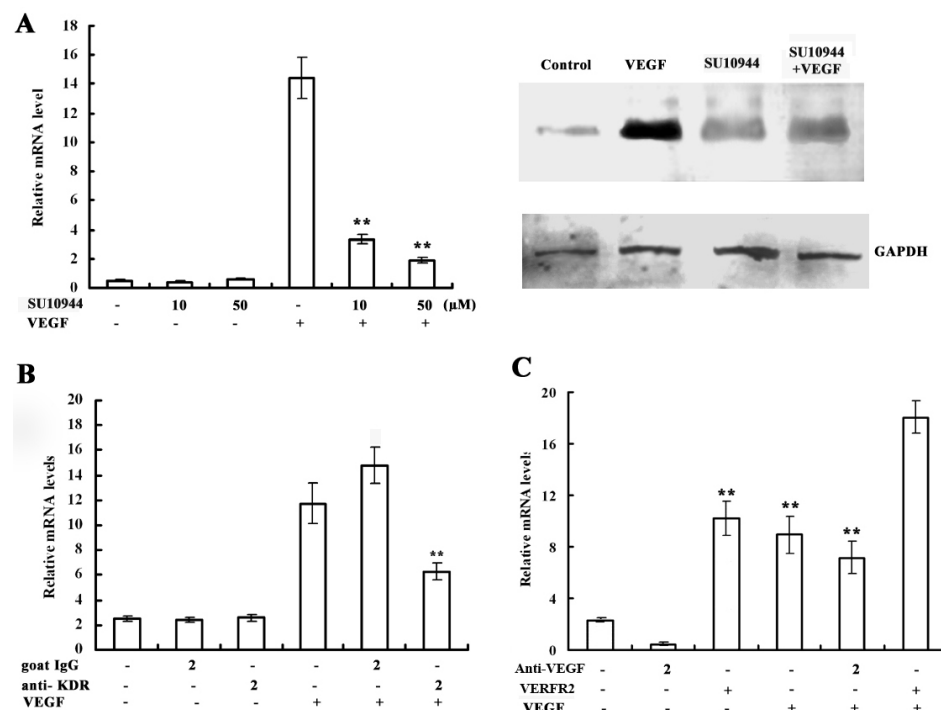 A
18
16
14
12
10
8
6
4
2
0
Relative mRNA level
** **
SU10944 - 10 50 - 10 50 (μM)
VEGF - - - + + +
Control VEGF SU10944 SU10944 +VEGF
GAPDH
B
20
18
16
14
12
10
8
6
4
2
0
Relative mRNA levels
**
goat IgG - 2 - - 2 -
anti- KDR - - 2 - - 2
VEGF - - - + + +
C
20
16
12
8
4
0
Relative mRNA levels
** ** **
Anti-VEGF - 2 - - 2 -
VERFR2 - - + - - +
VEGF - - - + + +